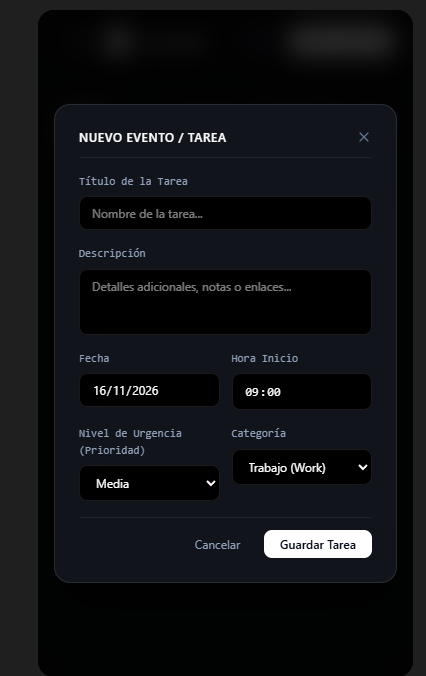 NUEVO EVENTO / TAREA
Título de la Tarea
Nombre de la tarea...
Descripción
Detalles adicionales, notas o enlaces...
Fecha
Hora Inicio
16/11/2026
09:00
Nivel de Urgencia
(Prioridad)
Categoría
Media
Trabajo (Work)
Cancelar
Guardar Tarea